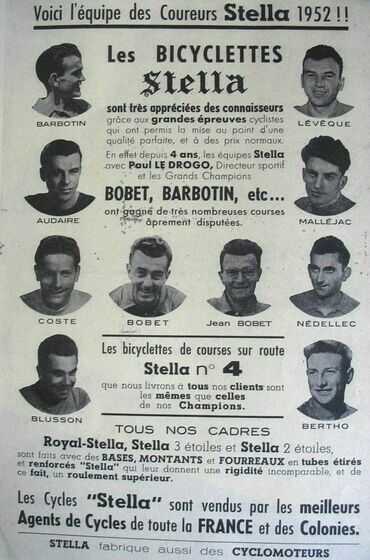 Voici l'équipe des Coureurs Stella 1952 !!
Les BICYCLETTES
Stella
sont très appréciées des connaisseurs
grâce aux grandes épreuves cyclistes
qui ont permis la mise au point d'une
qualité parfaite, et à des prix normaux.
BARBOTIN
LÉVÊQUE
En effet depuis 4 ans, les équipes Stella
avec Paul LE DROGO, Directeur sportif
et les Grands Champions
BOBET, BARBOTIN, etc...
ont gagné de très nombreuses courses
âprement disputées.
AUDAIRE
MALLÉJAC
COSTE
BOBET
Jean BOBET
NÉDELLEC
Les bicyclettes de courses sur route
Stella n° 4
que nous livrons à tous nos clients sont
les mêmes que celles
de nos Champions.
BLUSSON
BERTHO
TOUS NOS CADRES
Royal-Stella, Stella 3 étoiles et Stella 2 étoiles,
sont faits avec des BASES, MONTANTS et FOURREAUX en tubes étirés
et renforcés "Stella" qui leur donnent une rigidité incomparable, et de
ce fait, un roulement supérieur.
Les Cycles "Stella" sont vendus par les meilleurs
Agents de Cycles de toute la FRANCE et des Colonies.
STELLA fabrique aussi des CYCLOMOTEURS